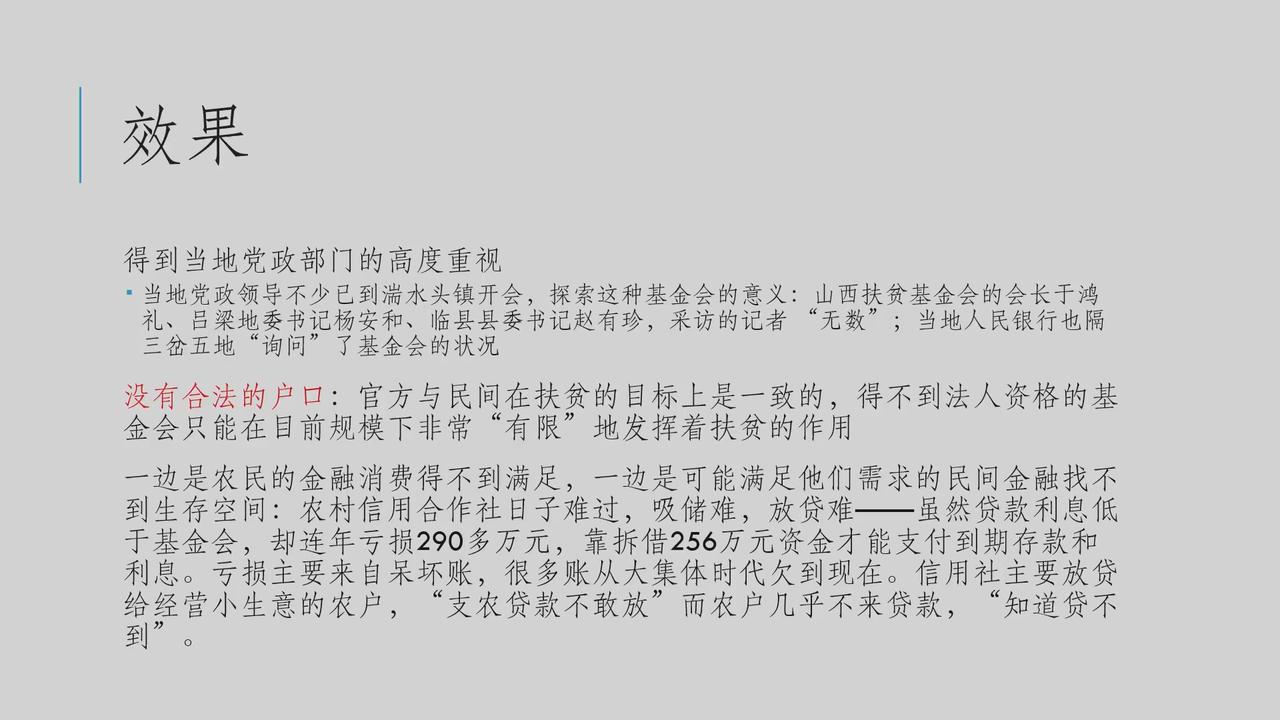 效果
得到当地党政部门的高度重视
▪ 当地党政领导不少已到湍水头镇开会，探索这种基金会的意义：山西扶贫基金会的会长于鸿
礼、吕梁地委书记杨安和、临县县委书记赵有珍，采访的记者 “无数”；当地人民银行也隔
三岔五地“询问”了基金会的状况
没有合法的户口：官方与民间在扶贫的目标上是一致的，得不到法人资格的基
金会只能在目前规模下非常“有限”地发挥着扶贫的作用
一边是农民的金融消费得不到满足，一边是可能满足他们需求的民间金融找不
到生存空间：农村信用合作社日子难过，吸储难，放贷难——虽然贷款利息低
于基金会，却连年亏损290多万元，靠拆借256万元资金才能支付到期存款和
利息。亏损主要来自呆坏账，很多账从大集体时代欠到现在。信用社主要放贷
给经营小生意的农户，“支农贷款不敢放”而农户几乎不来贷款，“知道贷不
到”。